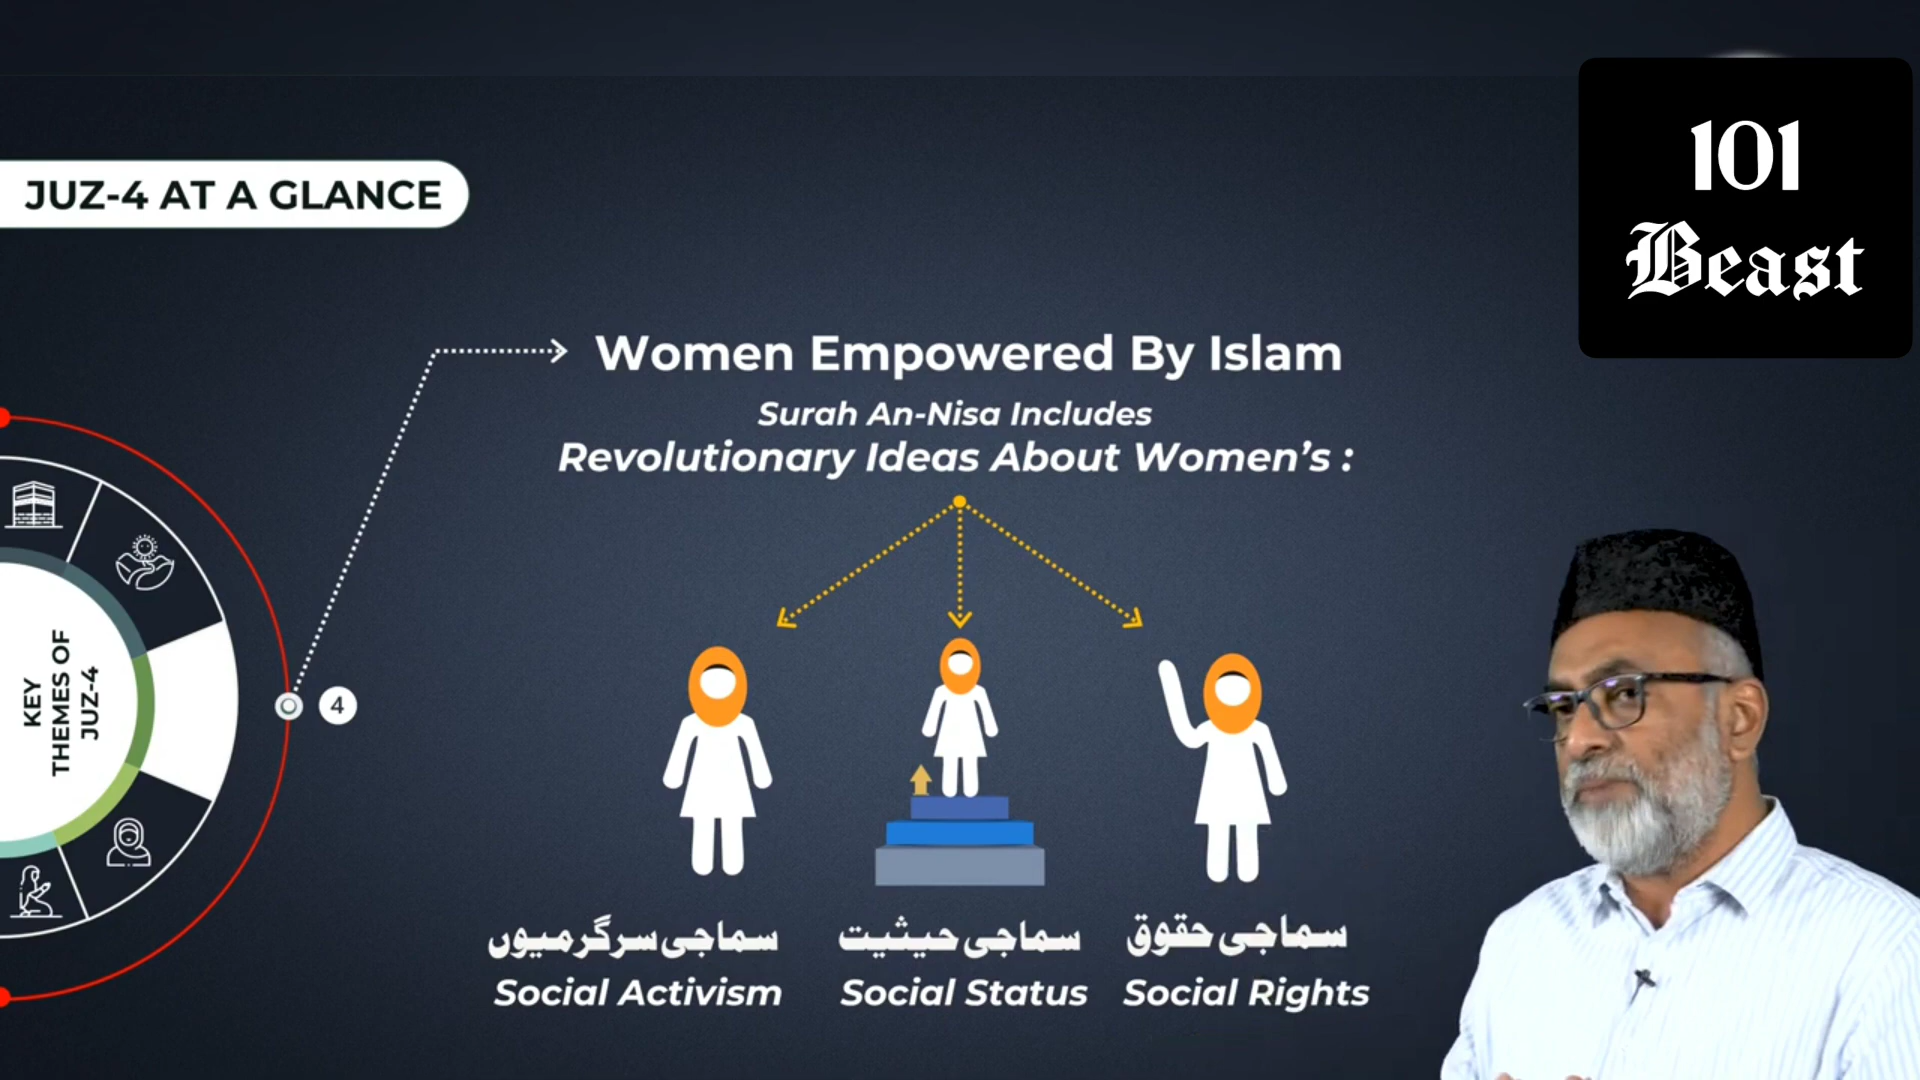 101
Beast
JUZ-4 AT A GLANCE
Women Empowered By Islam
Surah An-Nisa Includes
Revolutionary Ideas About Women's :
KEY
THEMES OF
JUZ-4
4
سماجی سرگرمیوں
سماجی حیثیت
سماجی حقوق
Social Activism
Social Status
Social Rights